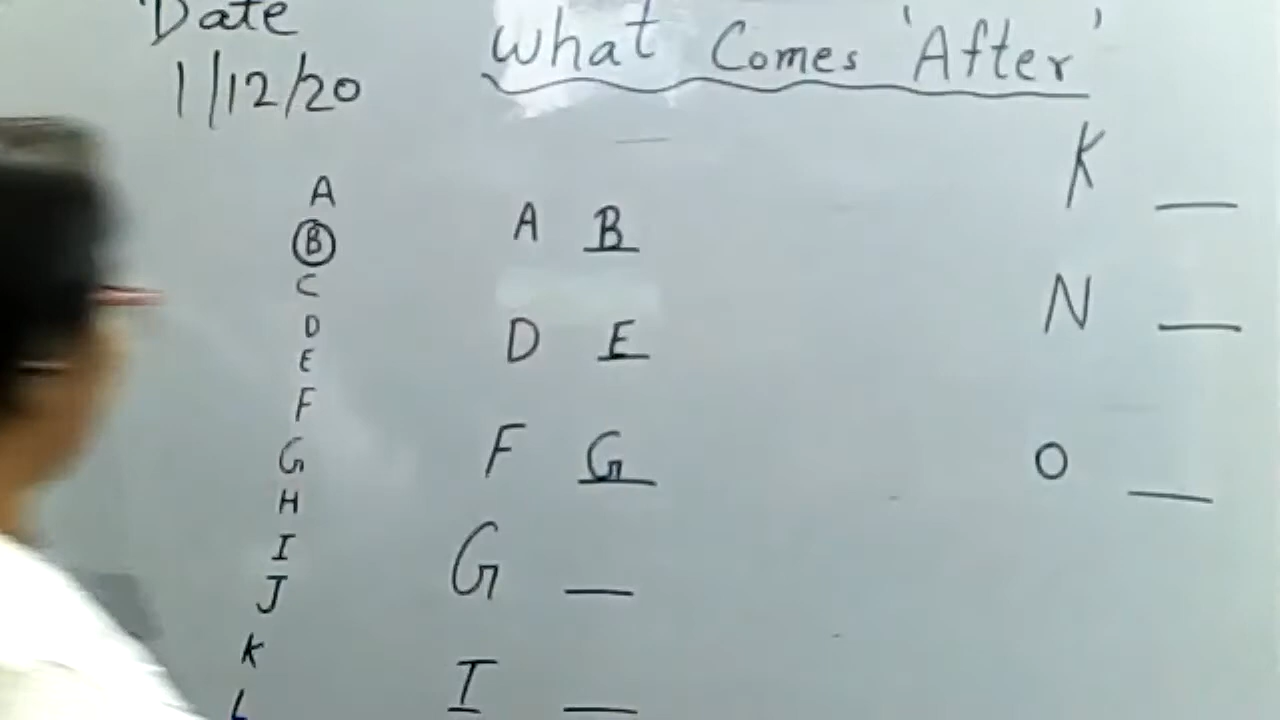 Date
1/12/20
What Comes 'After'
A
B
C
D
E
F
G
H
I
J
K
L
A B
D E
F G
G _
I _
K _
N _
O _